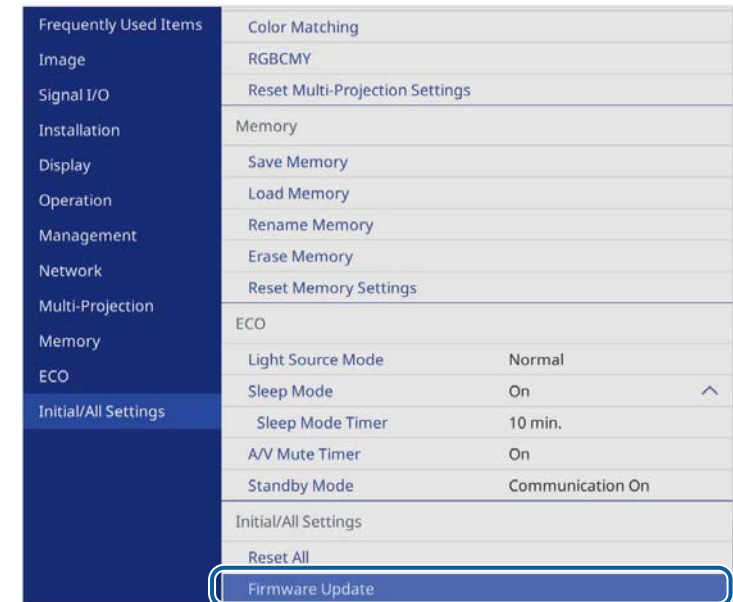 Frequently Used Items
Image
Signal I/O
Installation
Display
Operation
Management
Network
Multi-Projection
Memory
ECO
Initial/All Settings
Color Matching
RGBCMY
Reset Multi-Projection Settings
Memory
Save Memory
Load Memory
Rename Memory
Erase Memory
Reset Memory Settings
ECO
Light Source Mode Normal
Sleep Mode On
Sleep Mode Timer 10 min.
A/V Mute Timer On
Standby Mode Communication On
Initial/All Settings
Reset All
Firmware Update